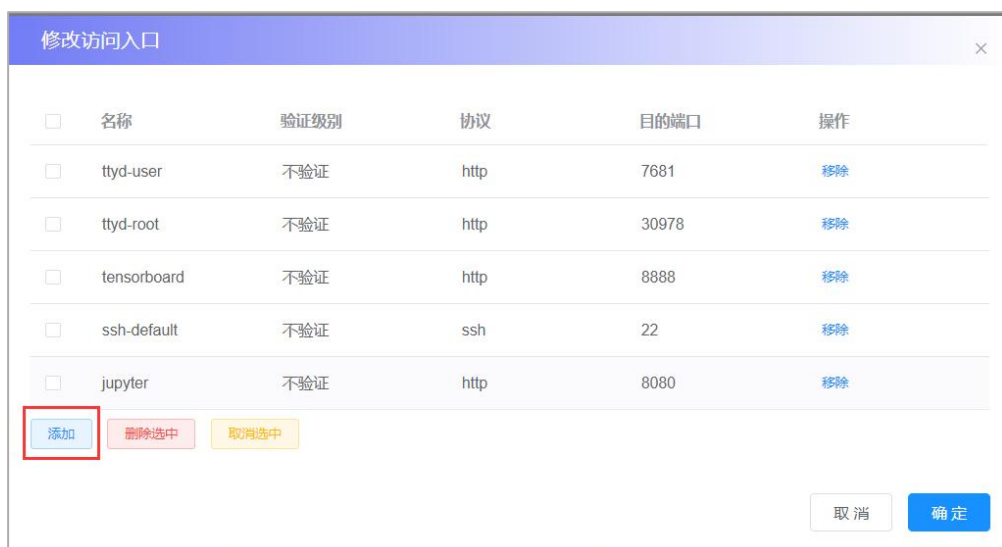 修改访问入口
名称 验证级别 协议 目的端口 操作
ttyd-user 不验证 http 7681 移除
ttyd-root 不验证 http 30978 移除
tensorboard 不验证 http 8888 移除
ssh-default 不验证 ssh 22 移除
jupyter 不验证 http 8080 移除
添加 删除选中 取消选中
取消 确定